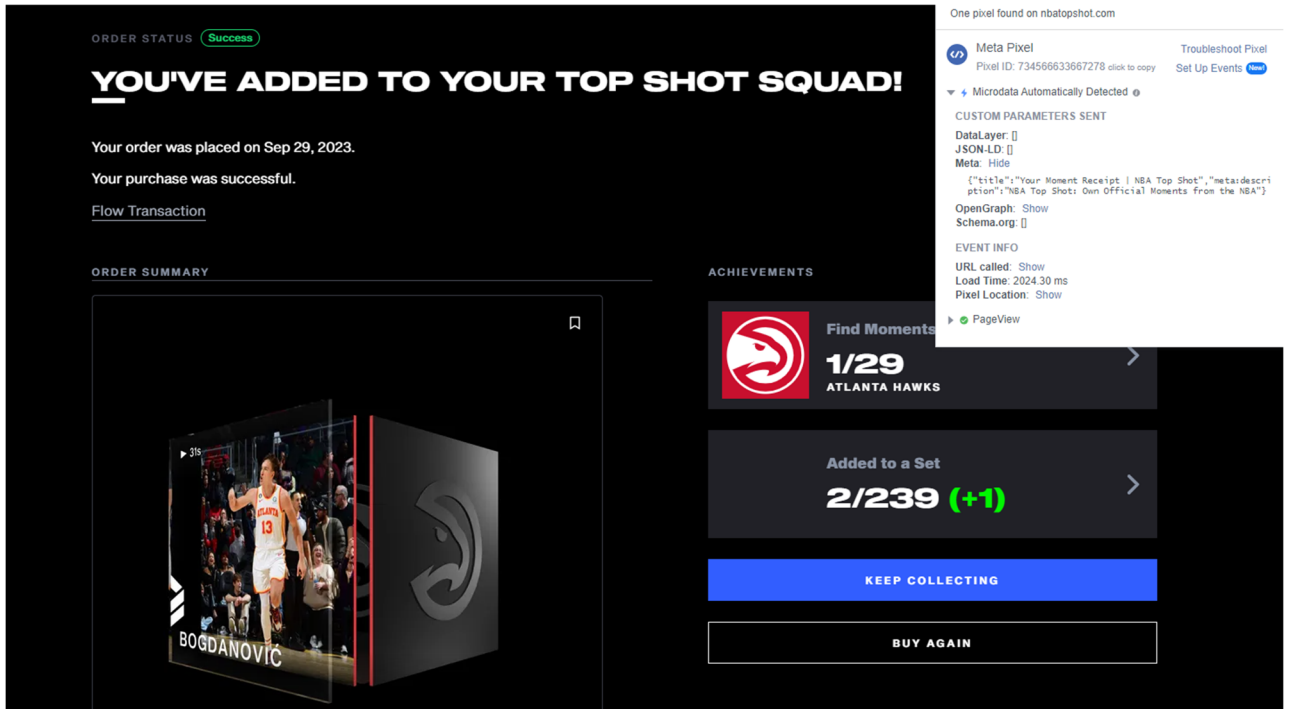 ORDER STATUS Success
YOU'VE ADDED TO YOUR TOP SHOT SQUAD!
Your order was placed on Sep 29, 2023.
Your purchase was successful.
Flow Transaction
ORDER SUMMARY
31s
ATLANTA
13
BOGDANOVIĆ
ACHIEVEMENTS
Find Moments
1/29
ATLANTA HAWKS
Added to a Set
2/239 (+1)
KEEP COLLECTING
BUY AGAIN
One pixel found on nbatopshot.com
Meta Pixel
Troubleshoot Pixel
Pixel ID: 734566633667278 click to copy
Set Up Events New!
Microdata Automatically Detected
CUSTOM PARAMETERS SENT
DataLayer: []
JSON-LD: []
Meta: Hide
{"title":"Your Moment Receipt | NBA Top Shot","meta:descri
ption":"NBA Top Shot: Own Official Moments from the NBA"}
OpenGraph: Show
Schema.org: []
EVENT INFO
URL called: Show
Load Time: 2024.30 ms
Pixel Location: Show
PageView